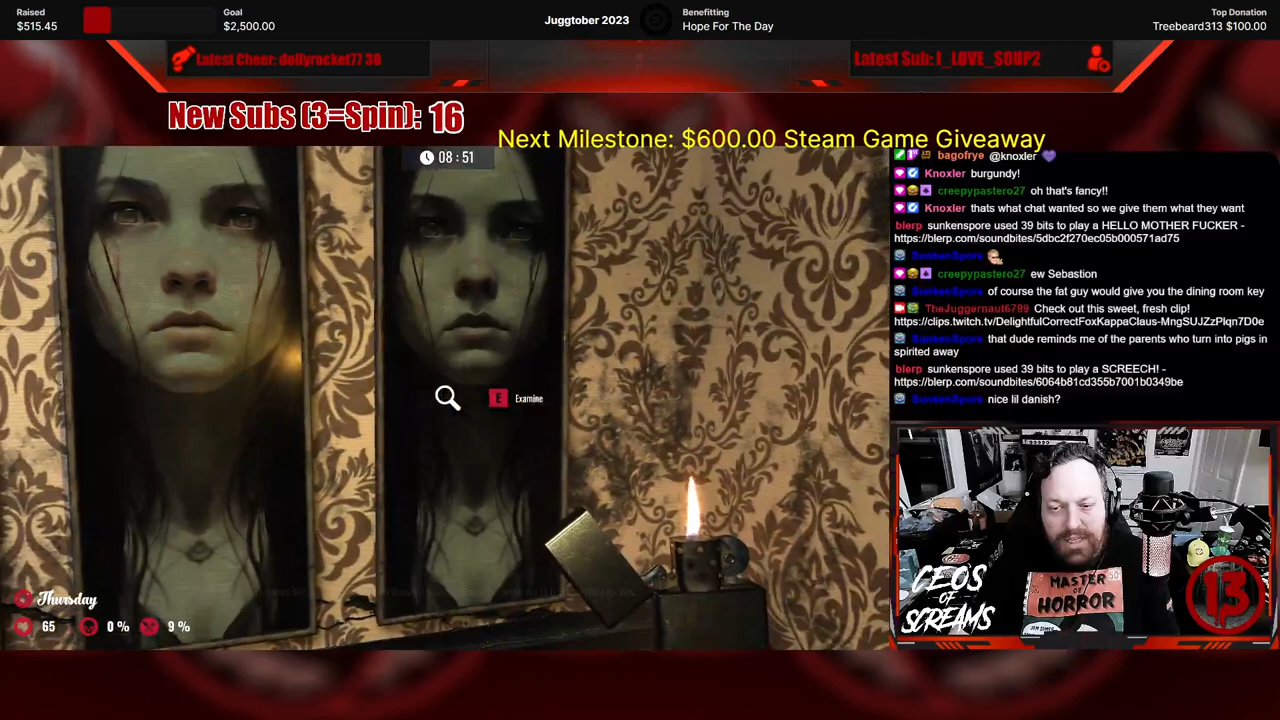 Raised
$515.45
Goal
$2,500.00
Juggtober 2023
Benefitting
Hope For The Day
Top Donation
Treebeard313 $100.00
Latest Cheer: dollyrocket77 38
Latest Sub: I_LOVE_SOUP2
New Subs (3=Spin): 16
Next Milestone: $600.00 Steam Game Giveaway
08:51
bagofrye @knoxler
Knoxler burgundy!
creepypastero27 oh that's fancy!!
Knoxler thats what chat wanted so we give them what they want
blerp sunkenspore used 39 bits to play a HELLO MOTHER FUCKER -
https://blerp.com/soundbites/5dbc2f270ec05b000571ad75
SunkenSpore
creepypastero27 ew Sebastion
SunkenSpore of course the fat guy would give you the dining room key
TheJuggernaut6789 Check out this sweet, fresh clip!
https://clips.twitch.tv/DelightfulCorrectFoxKappaClaus-MngSUJZzPlqn7D0e
SunkenSpore that dude reminds me of the parents who turn into pigs in
spirited away
blerp sunkenspore used 39 bits to play a SCREECH! -
https://blerp.com/soundbites/6064b81cd355b7001b0349be
SunkenSpore nice lil danish?
E Examine
CEOS
OF
SCREAMS
MASTER
OF
HORROR
13
Thursday
65
0 %
9 %